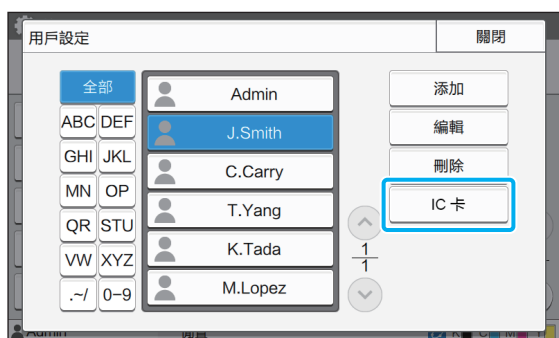 用戶設定
關閉
全部
ABC DEF
GHI JKL
MN OP
QR STU
VW XYZ
.~/ 0-9
Admin
J.Smith
C.Carry
T.Yang
K.Tada
M.Lopez
1
1
添加
編輯
刪除
IC 卡
Admin
K C M Y